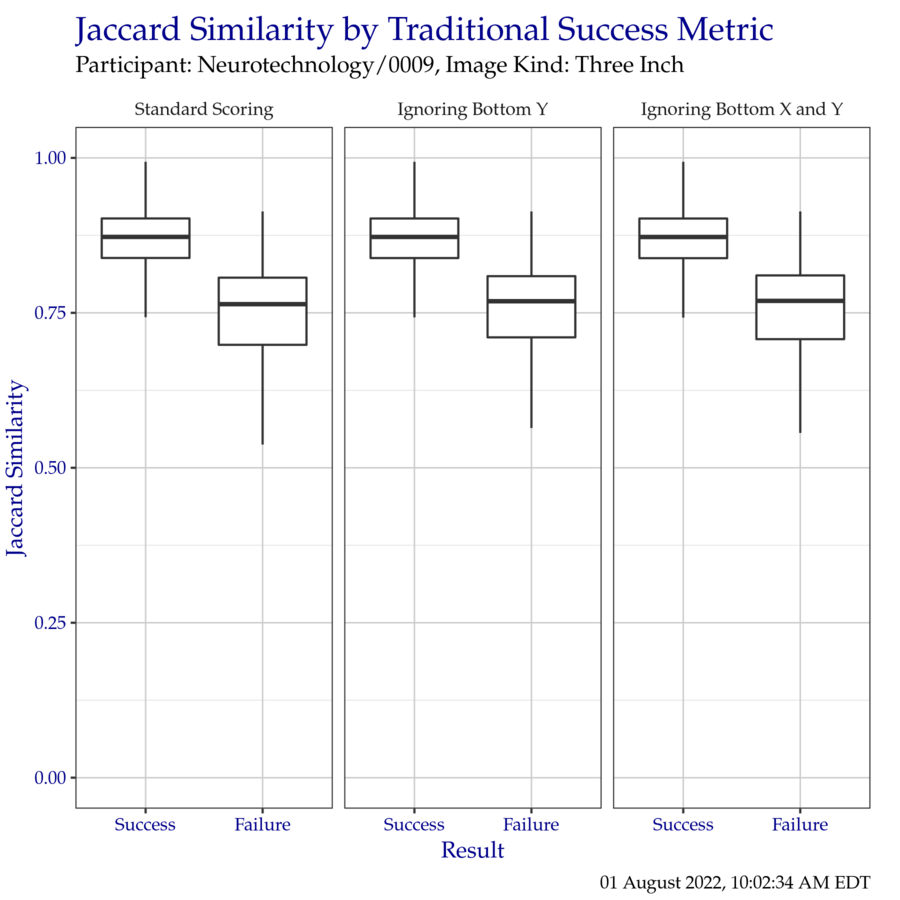 Jaccard Similarity by Traditional Success Metric
Participant: Neurotechnology/0009, Image Kind: Three Inch
Standard Scoring
Ignoring Bottom Y
Ignoring Bottom X and Y
Jaccard Similarity
1.00
0.75
0.50
0.25
0.00
Success Failure
Success Failure
Success Failure
Result
01 August 2022, 10:02:34 AM EDT